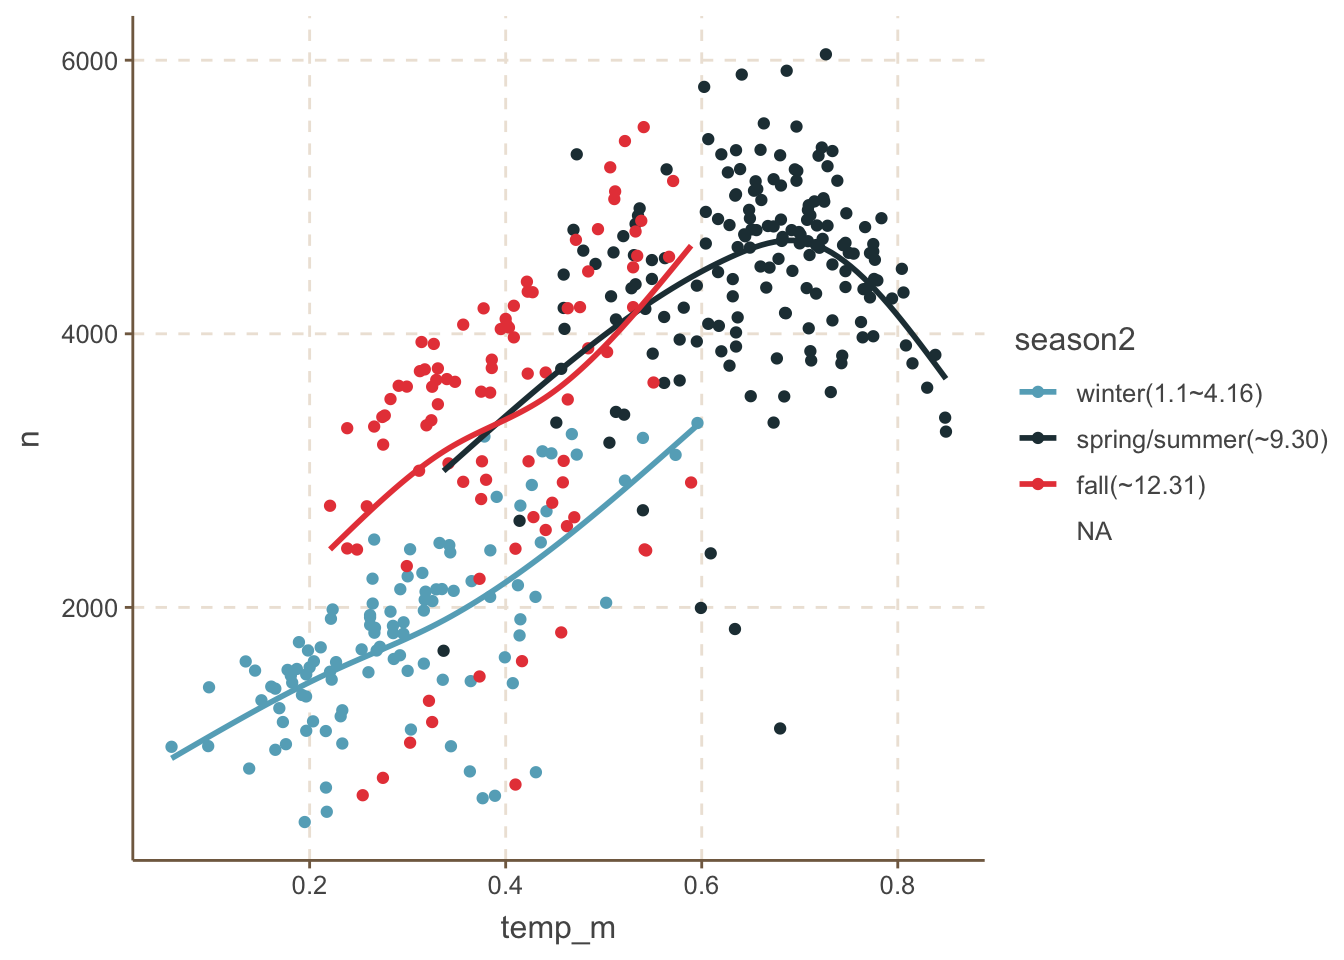 6000
4000
2000
n
0.2 0.4 0.6 0.8
temp_m
season2
winter(1.1~4.16)
spring/summer(~9.30)
fall(~12.31)
NA